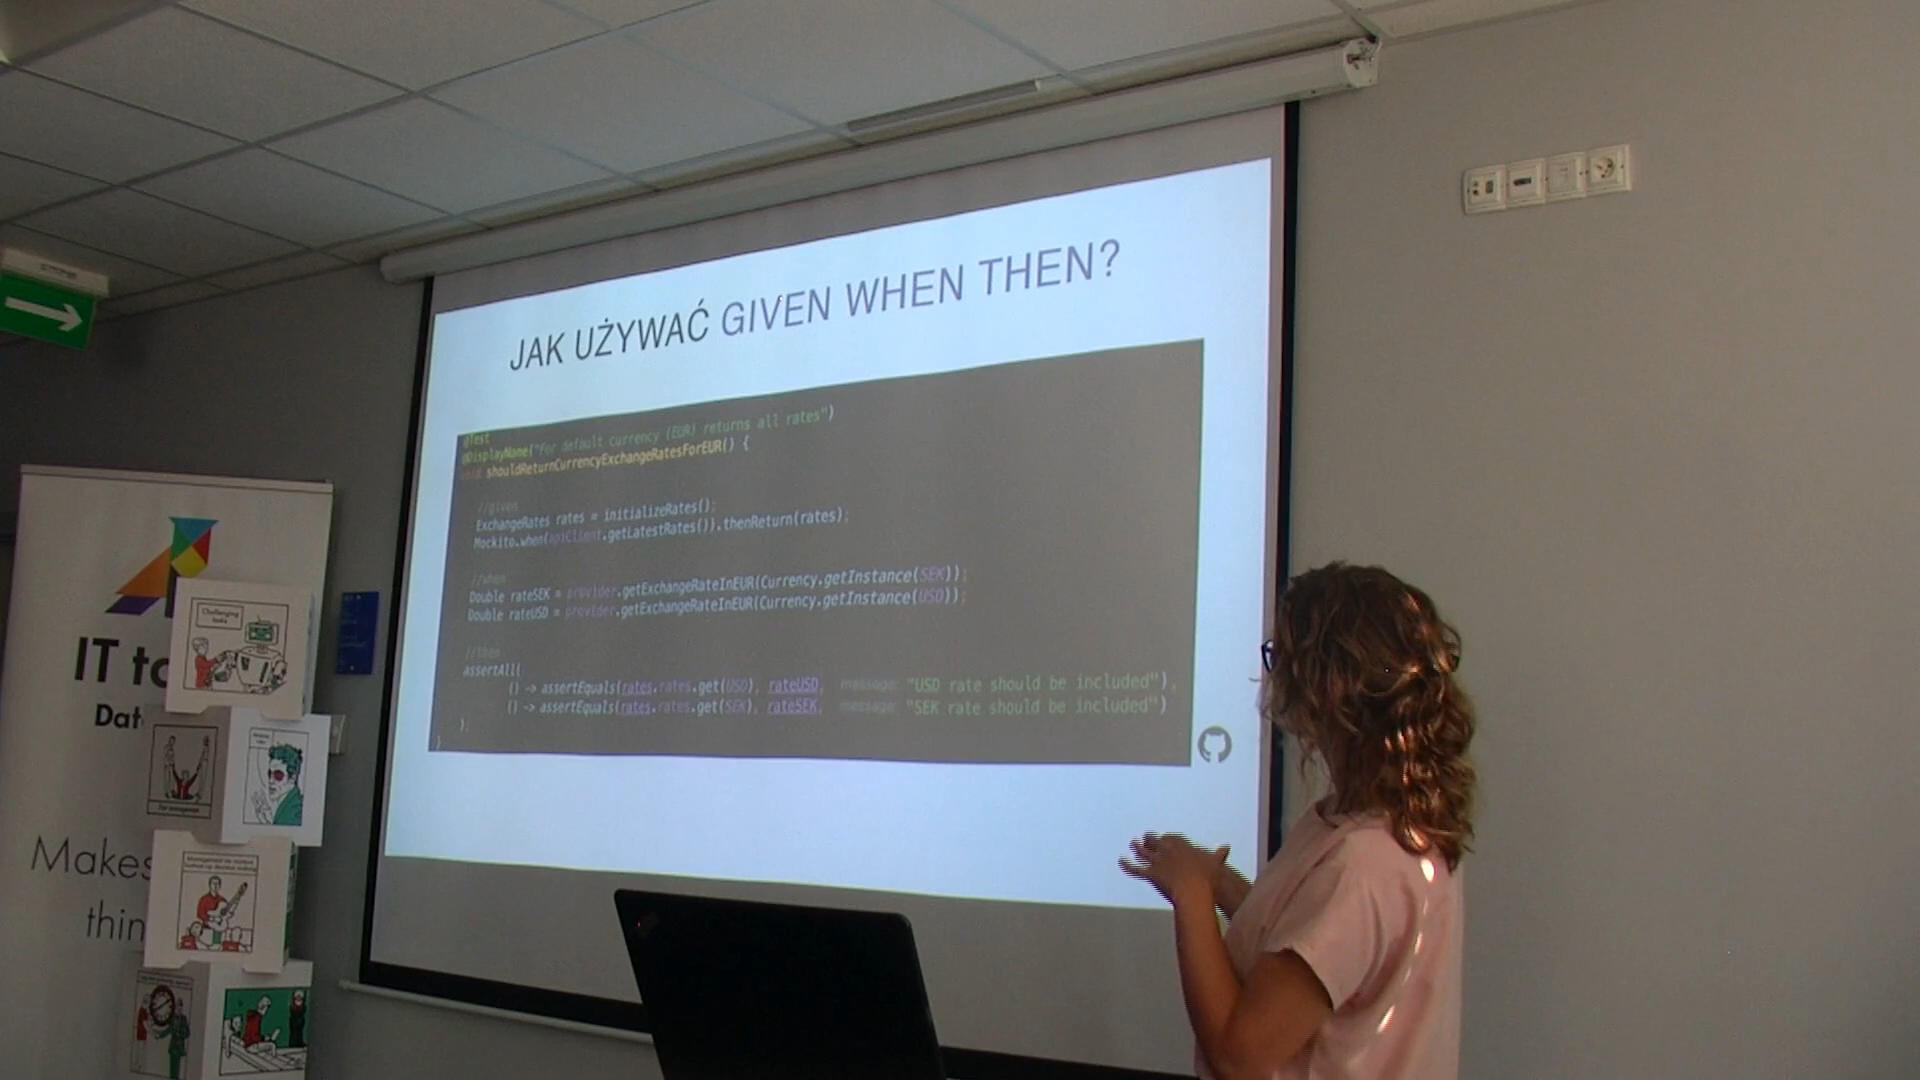 JAK UŻYWAĆ GIVEN WHEN THEN?
@Test
@DisplayName("For default currency (EUR) returns all rates")
void shouldReturnCurrencyExchangeRatesForEUR() {
//given
ExchangeRates rates = initializeRates();
Mockito.when(apiClient.getLatestRates()).thenReturn(rates);
//when
Double rateSEK = provider.getExchangeRateInEUR(Currency.getInstance(SEK));
Double rateUSD = provider.getExchangeRateInEUR(Currency.getInstance(USD));
//then
assertAll(
() -> assertEquals(rates.rates.get(USD), rateUSD, message: "USD rate should be included"),
() -> assertEquals(rates.rates.get(SEK), rateSEK, message: "SEK rate should be included")
);
}
IT
Makes
thin
Challenging
tasks